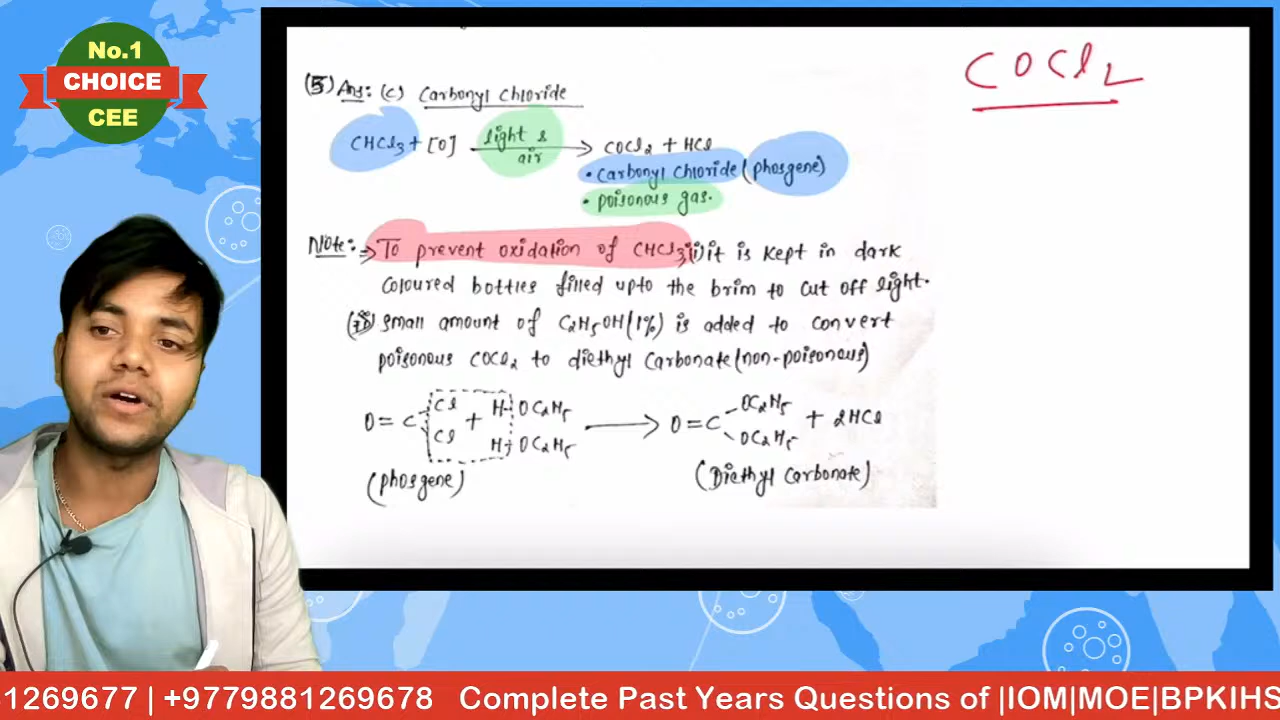 No.1
CHOICE
CEE
COCl2
(5) Ans: (c) Carbonyl Chloride
CHCl3 + [O] light & air → COCl2 + HCl
• Carbonyl Chloride (phosgene)
• poisonous gas.
Note:- → To prevent oxidation of CHCl3 (i) it is kept in dark
coloured bottles filled upto the brim to cut off light.
(ii) small amount of C2H5OH (1%) is added to convert
poisonous COCl2 to diethyl Carbonate (non-poisonous)
O=C Cl + H-OC2H5 → O=C OC2H5 + 2HCl
Cl H-OC2H5 OC2H5
(phosgene) (Diethyl Carbonate)
1269677 | +9779881269678 Complete Past Years Questions of |IOM|MOE|BPKIHS